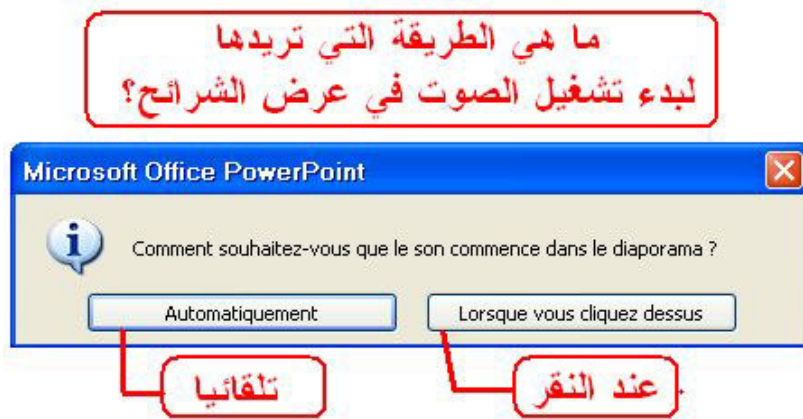 ما هي الطريقة التي تريدها
لبدء تشغيل الصوت في عرض الشرائح؟
Microsoft Office PowerPoint
Comment souhaitez-vous que le son commence dans le diaporama ?
Automatiquement
Lorsque vous cliquez dessus
تلقائيا
عند النقر.